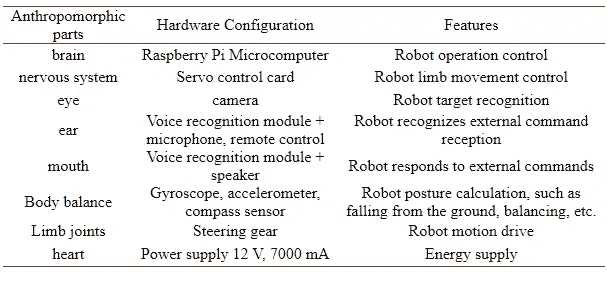 Anthropomorphic parts Hardware Configuration Features
brain Raspberry Pi Microcomputer Robot operation control
nervous system Servo control card Robot limb movement control
eye camera Robot target recognition
ear Voice recognition module + microphone, remote control Robot recognizes external command reception
mouth Voice recognition module + speaker Robot responds to external commands
Body balance Gyroscope, accelerometer, compass sensor Robot posture calculation, such as falling from the ground, balancing, etc.
Limb joints Steering gear Robot motion drive
heart Power supply 12 V, 7000 mA Energy supply